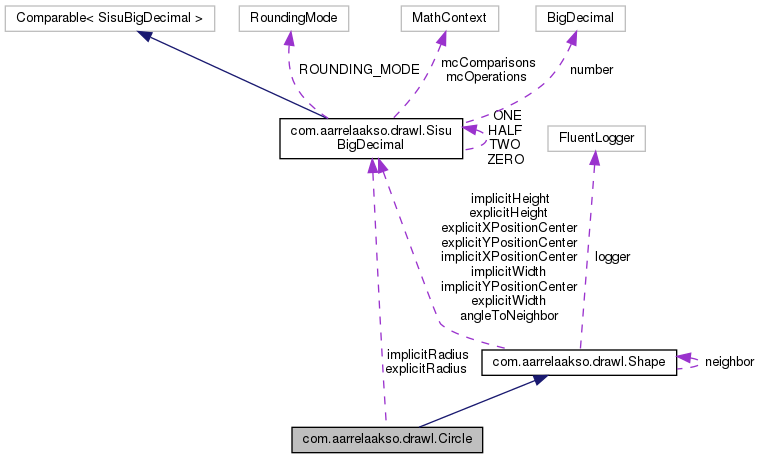 Comparable< SisuBigDecimal >
RoundingMode
MathContext
BigDecimal
ROUNDING_MODE
mcComparisons
mcOperations
number
com.aarrelaakso.drawl.Sisu
BigDecimal
ONE
HALF
TWO
ZERO
FluentLogger
implicitHeight
explicitHeight
explicitXPositionCenter
explicitYPositionCenter
implicitXPositionCenter
implicitWidth
implicitYPositionCenter
explicitWidth
angleToNeighbor
logger
implicitRadius
explicitRadius
com.aarrelaakso.drawl.Shape
neighbor
com.aarrelaakso.drawl.Circle